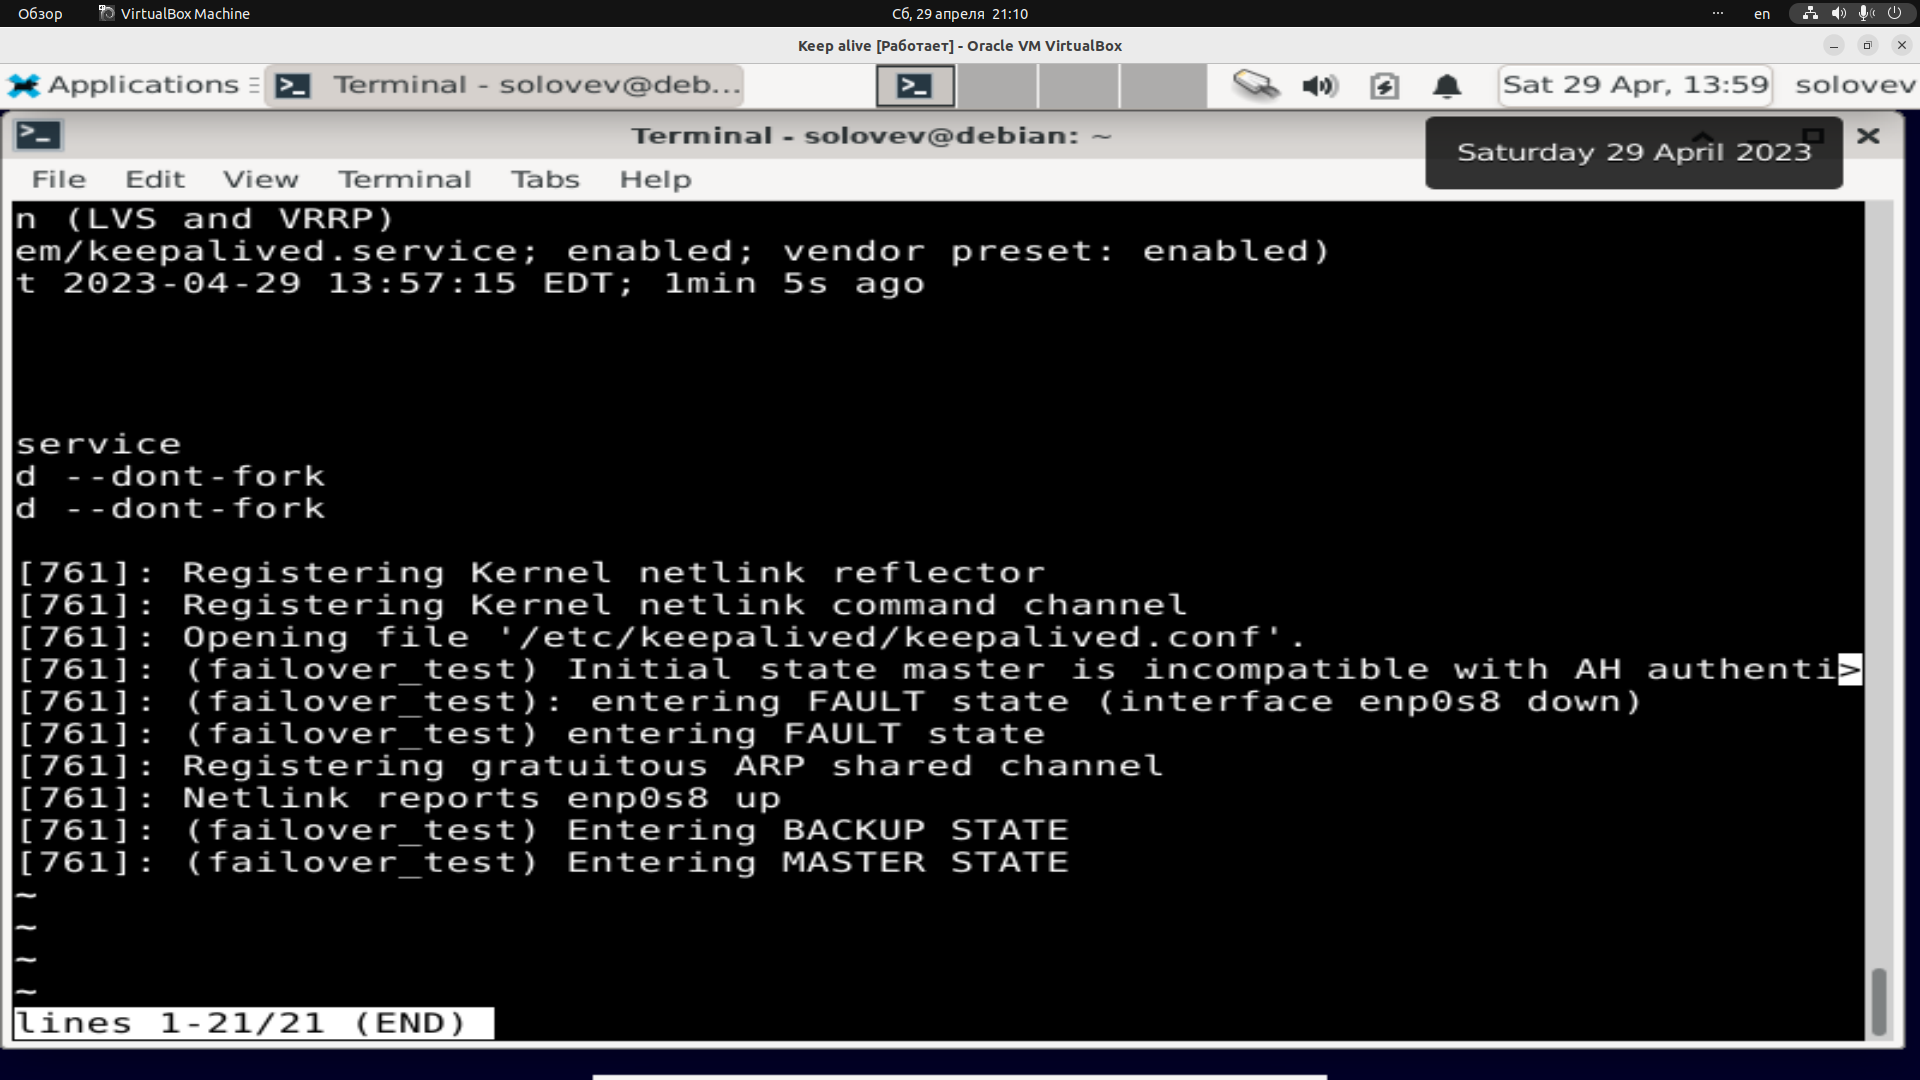 Обзор
VirtualBox Machine
Сб, 29 апреля 21:10
en
Keep alive [Работает] - Oracle VM VirtualBox
Applications
Terminal - solovev@deb...
Sat 29 Apr, 13:59
solovev
Terminal - solovev@debian: ~
Saturday 29 April 2023
File Edit View Terminal Tabs Help
n (LVS and VRRP)
em/keepalived.service; enabled; vendor preset: enabled)
t 2023-04-29 13:57:15 EDT; 1min 5s ago
service
d --dont-fork
d --dont-fork
[761]: Registering Kernel netlink reflector
[761]: Registering Kernel netlink command channel
[761]: Opening file '/etc/keepalived/keepalived.conf'.
[761]: (failover_test) Initial state master is incompatible with AH authenti>
[761]: (failover_test): entering FAULT state (interface enp0s8 down)
[761]: (failover_test) entering FAULT state
[761]: Registering gratuitous ARP shared channel
[761]: Netlink reports enp0s8 up
[761]: (failover_test) Entering BACKUP STATE
[761]: (failover_test) Entering MASTER STATE
~
~
~
~
lines 1-21/21 (END)